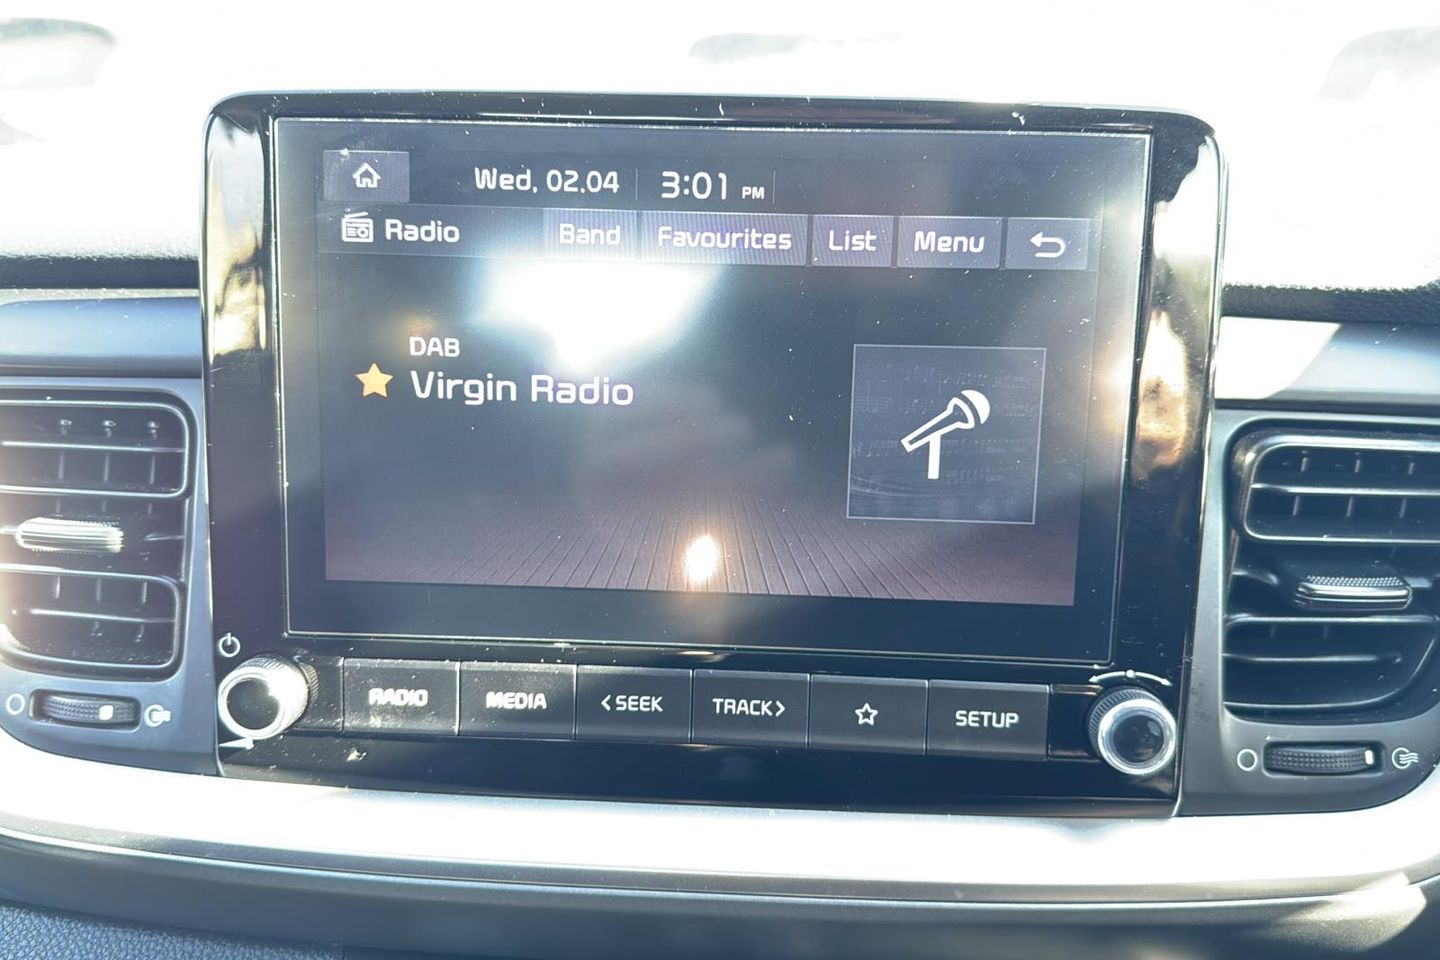 Wed, 02.04 3:01 PM
Radio Band Favourites List Menu
DAB
Virgin Radio
RADIO MEDIA <SEEK TRACK> SETUP